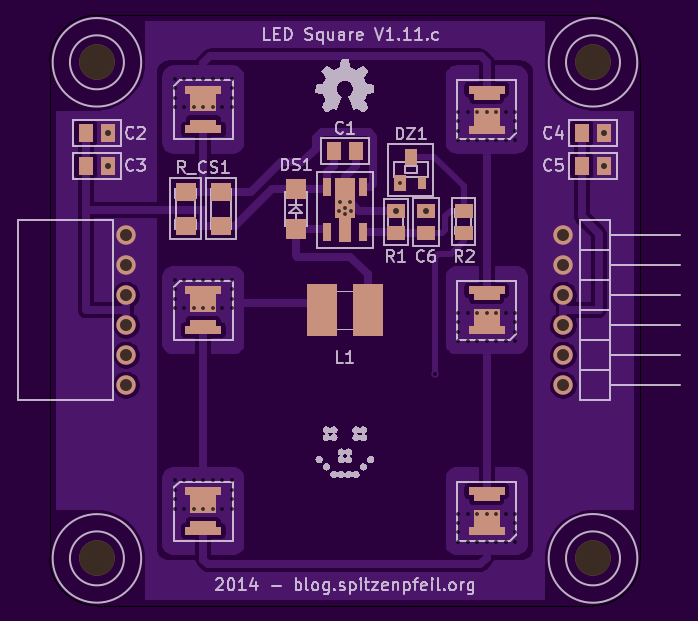 LED Square V1.11.c
C1
C2
DZ1
C4
C3
R_CS1
DS1
C5
R1
C6
R2
L1
2014 - blog.spitzenpfeil.org